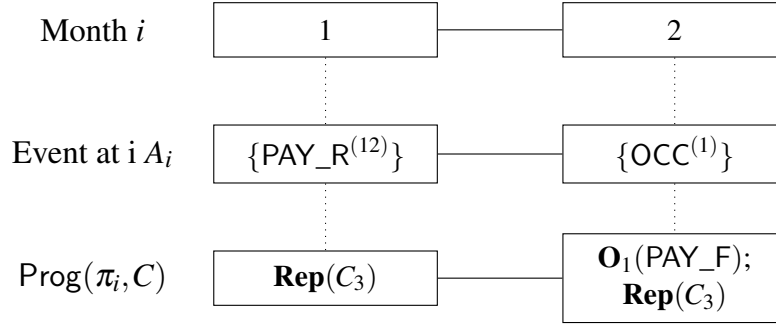 Month i 1 2
Event at i A_i {PAY_R^(12)} {OCC^(1)}
Prog(π_i, C) Rep(C_3) O_1(PAY_F);
Rep(C_3)